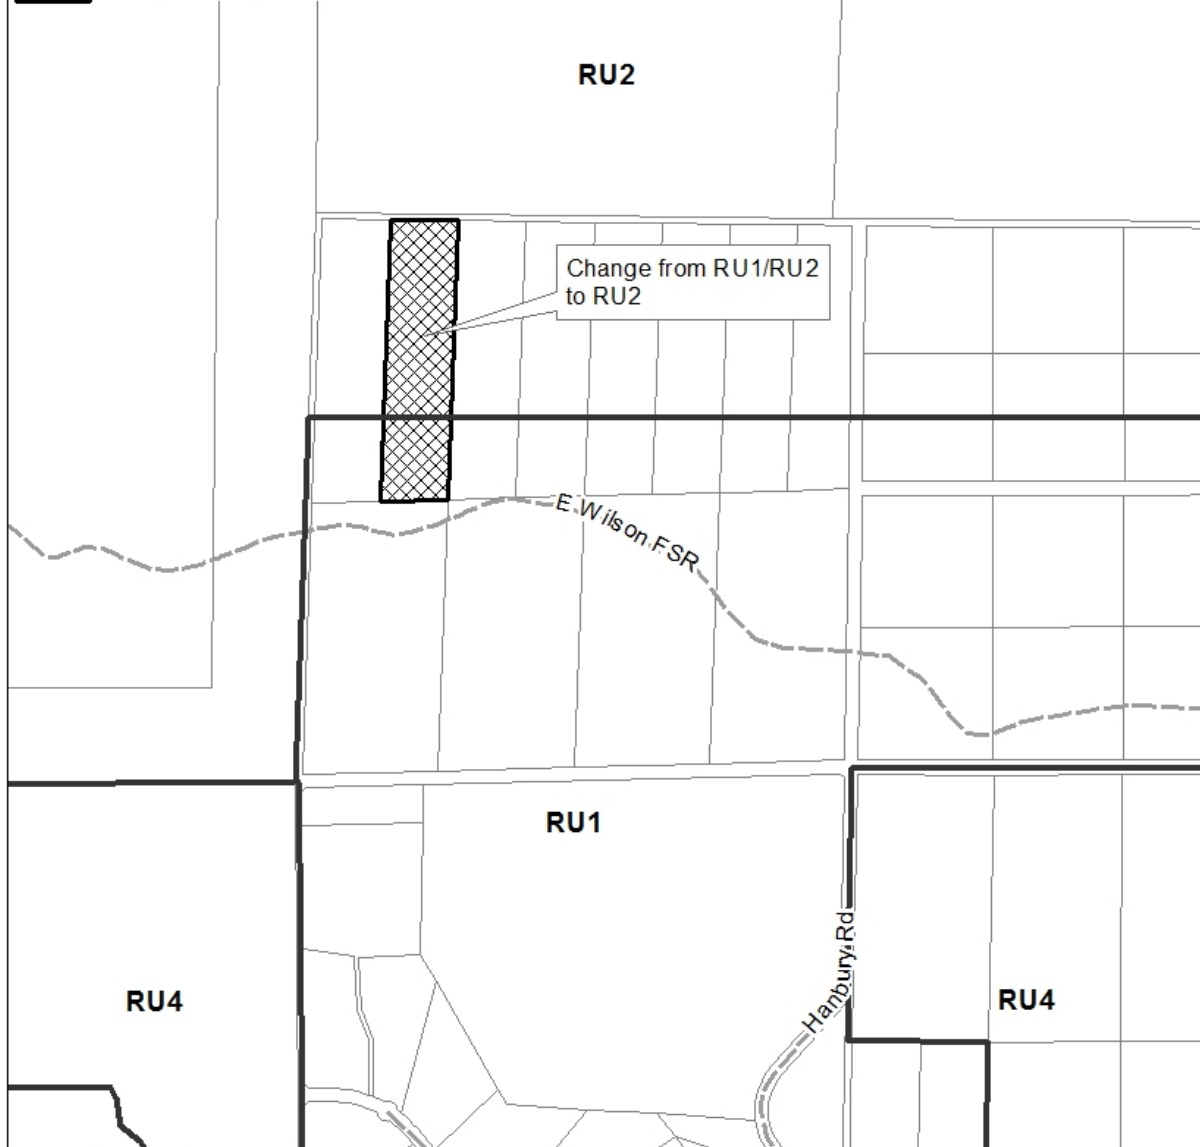 RU2
Change from RU1/RU2
to RU2
E Wilson FSR
RU1
Hanbury Rd
RU4
RU4